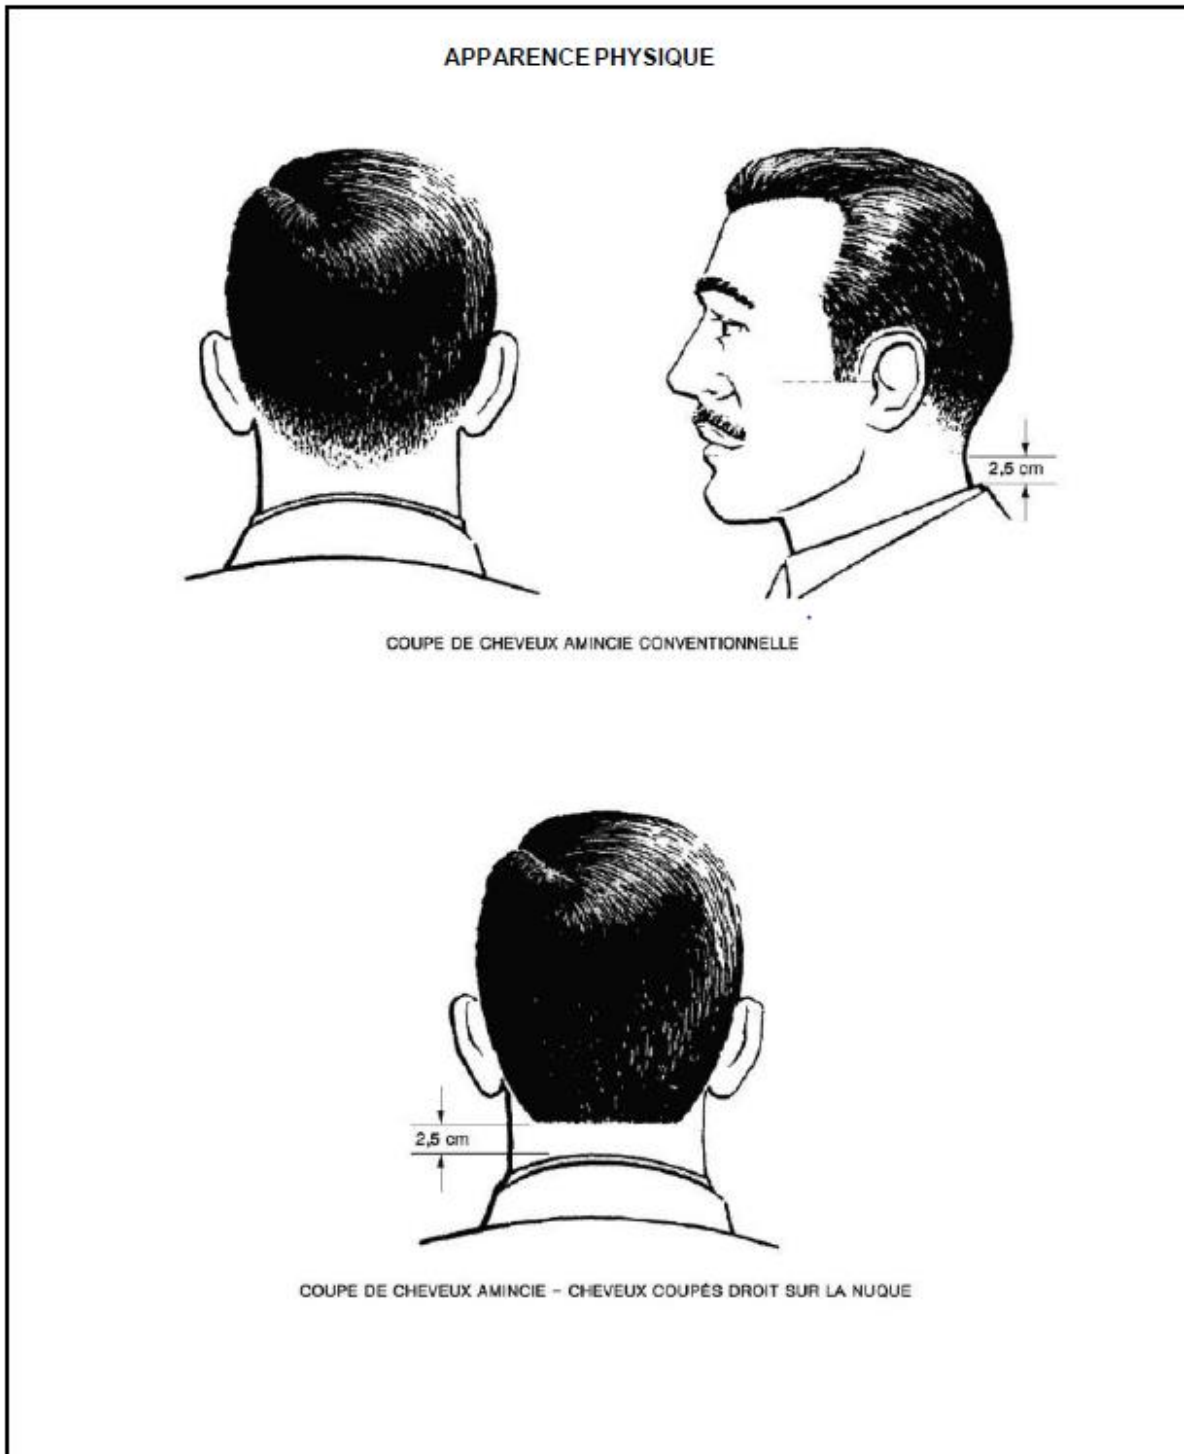 APPARENCE PHYSIQUE
2,5 cm
COUPE DE CHEVEUX AMINCIE CONVENTIONNELLE
2,5 cm
COUPE DE CHEVEUX AMINCIE – CHEVEUX COUPÉS DROIT SUR LA NUQUE